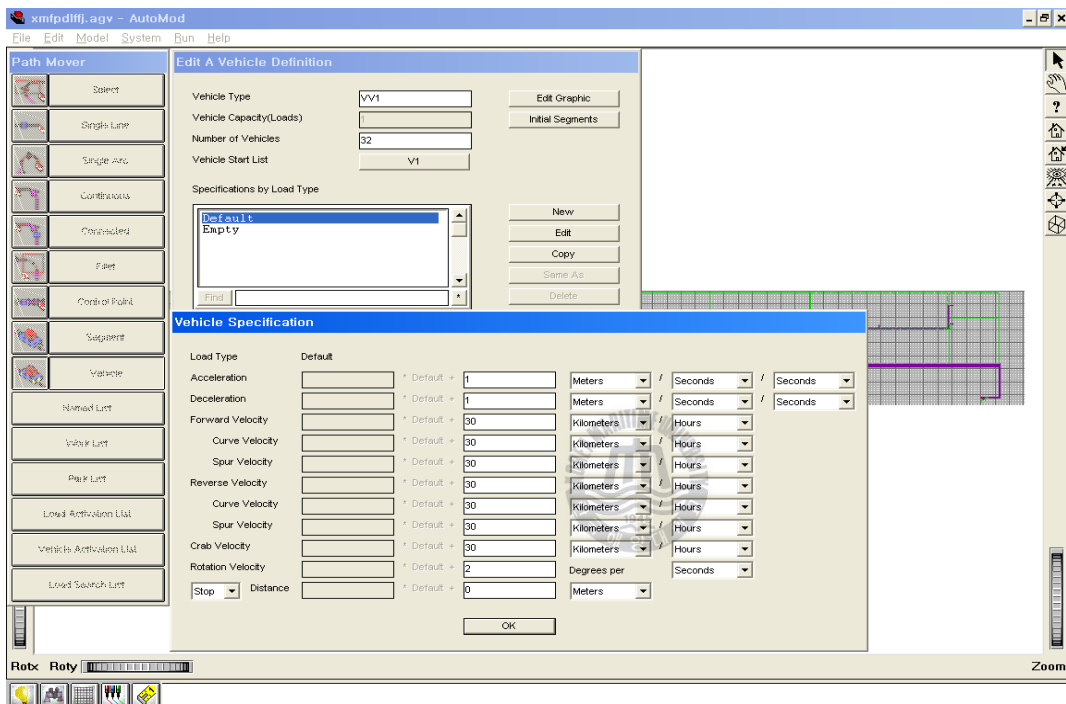 xmfpdlffj.agv - AutoMod
File Edit Model System Run Help
Path Mover
Select
Single Line
Single Arc
Continuous
Connected
Fillet
Control Point
Segment
Vehicle
Named List
Work List
Park List
Load Activation List
Vehicle Activation List
Load Search List
Edit A Vehicle Definition
Vehicle Type VV1 Edit Graphic
Vehicle Capacity(Loads) 1 Initial Segments
Number of Vehicles 32
Vehicle Start List V1
Specifications by Load Type
Default New
Empty Edit
Copy
Same As
Find * Delete
Vehicle Specification
Load Type Default
Acceleration * Default + 1 Meters / Seconds / Seconds
Deceleration * Default + 1 Meters / Seconds / Seconds
Forward Velocity * Default + 30 Kilometers / Hours
Curve Velocity * Default + 30 Kilometers / Hours
Spur Velocity * Default + 30 Kilometers / Hours
Reverse Velocity * Default + 30 Kilometers / Hours
Curve Velocity * Default + 30 Kilometers / Hours
Spur Velocity * Default + 30 Kilometers / Hours
Crab Velocity * Default + 30 Kilometers / Hours
Rotation Velocity * Default + 2 Degrees per Seconds
Stop Distance * Default + 0 Meters
OK
Rotx Roty Zoom